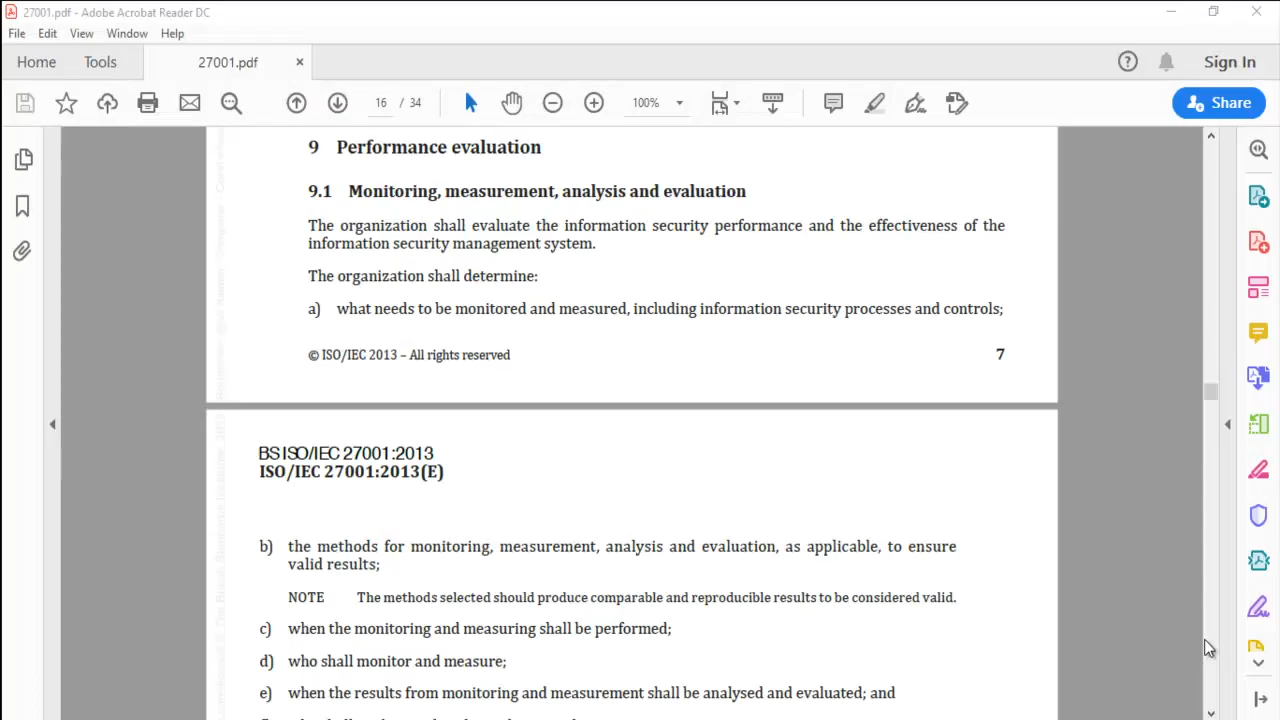 27001.pdf - Adobe Acrobat Reader DC
File Edit View Window Help
Home Tools 27001.pdf × Sign In
16 / 34 100% Share
9 Performance evaluation
9.1 Monitoring, measurement, analysis and evaluation
The organization shall evaluate the information security performance and the effectiveness of the
information security management system.
The organization shall determine:
a) what needs to be monitored and measured, including information security processes and controls;
© ISO/IEC 2013 – All rights reserved 7
BS ISO/IEC 27001:2013
ISO/IEC 27001:2013(E)
b) the methods for monitoring, measurement, analysis and evaluation, as applicable, to ensure
valid results;
NOTE The methods selected should produce comparable and reproducible results to be considered valid.
c) when the monitoring and measuring shall be performed;
d) who shall monitor and measure;
e) when the results from monitoring and measurement shall be analysed and evaluated; and